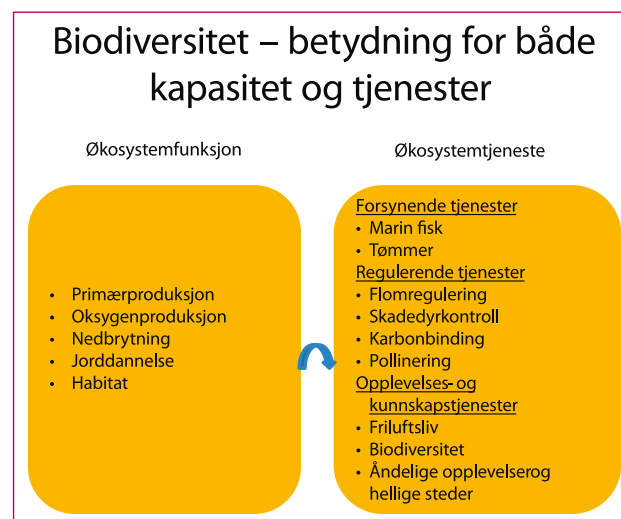 Biodiversitet – betydning for både
kapasitet og tjenester
Økosystemfunksjon
• Primærproduksjon
• Oksygenproduksjon
• Nedbrytning
• Jorddannelse
• Habitat
Økosystemtjeneste
Forsynende tjenester
• Marin fisk
• Tømmer
Regulerende tjenester
• Flomregulering
• Skadedyrkontroll
• Karbonbinding
• Pollinering
Opplevelses- og
kunnskapstjenester
• Friluftsliv
• Biodiversitet
• Åndelige opplevelserog
hellige steder